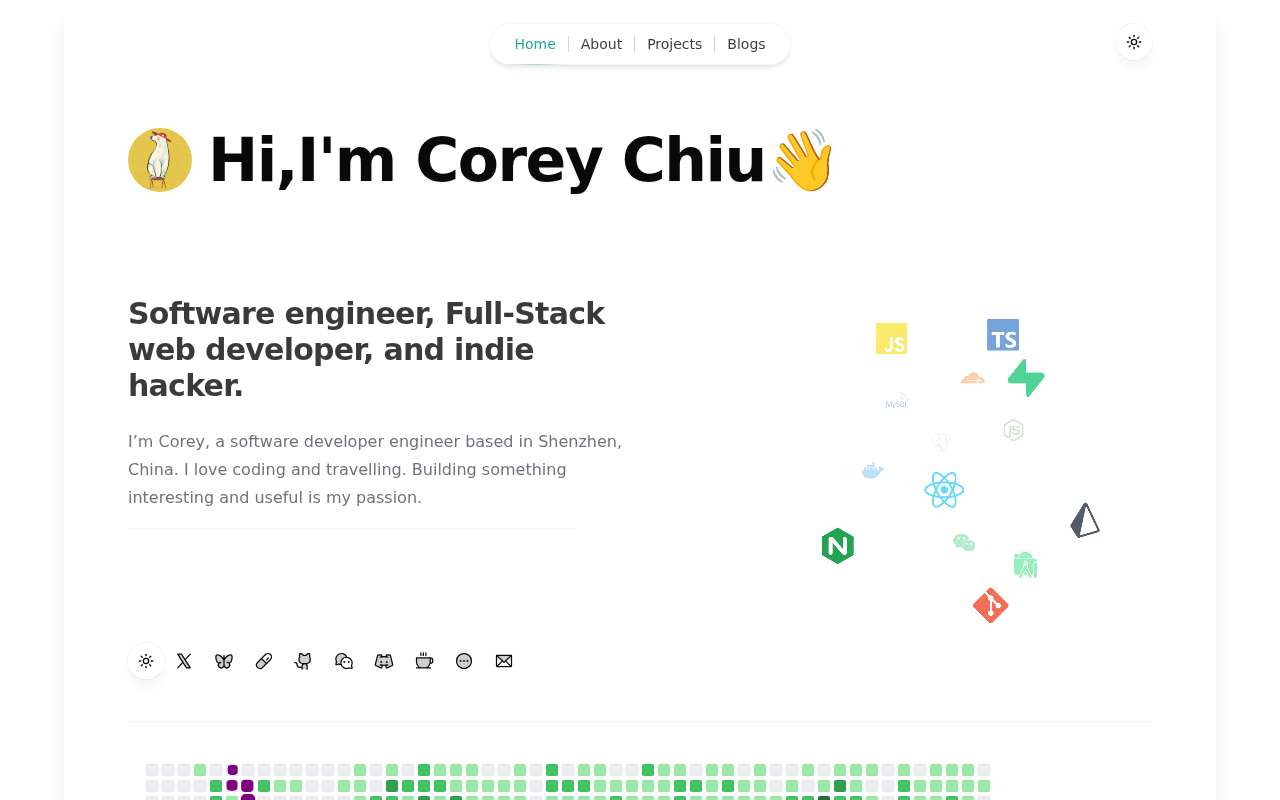 Home
About
Projects
Blogs
Hi,I'm Corey Chiu👋
Software engineer, Full-Stack
web developer, and indie
hacker.
I’m Corey, a software developer engineer based in Shenzhen,
China. I love coding and travelling. Building something
interesting and useful is my passion.
JS
TS
MySQL
JS
N